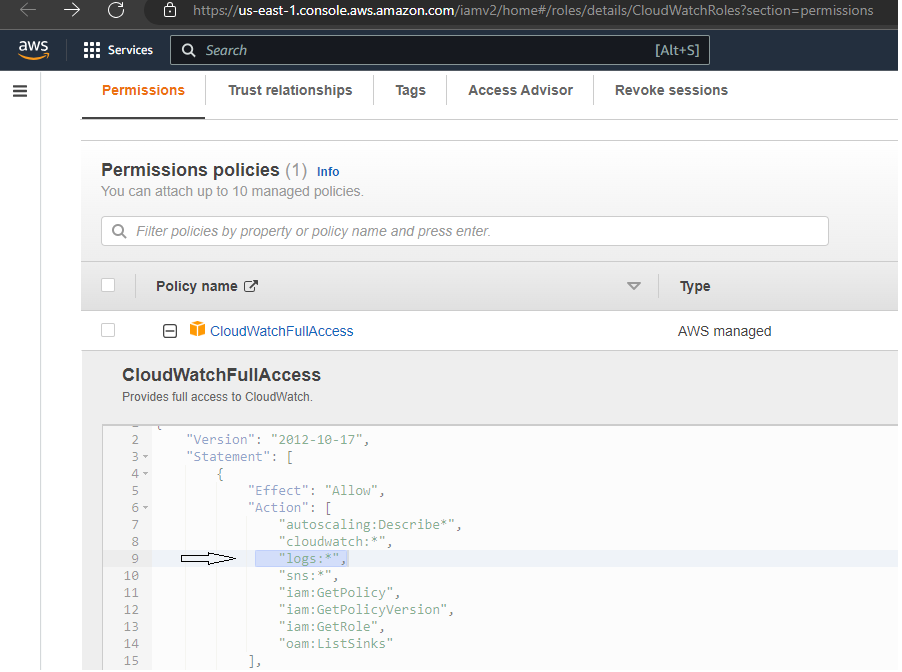 https://us-east-1.console.aws.amazon.com/iamv2/home#/roles/details/CloudWatchRoles?section=permissions
aws Services Search [Alt+S]
Permissions Trust relationships Tags Access Advisor Revoke sessions
Permissions policies (1) Info
You can attach up to 10 managed policies.
Filter policies by property or policy name and press enter.
Policy name Type
CloudWatchFullAccess AWS managed
CloudWatchFullAccess
Provides full access to CloudWatch.
1 {
2 "Version": "2012-10-17",
3 "Statement": [
4 {
5 "Effect": "Allow",
6 "Action": [
7 "autoscaling:Describe*",
8 "cloudwatch:*",
9 "logs:*",
10 "sns:*",
11 "iam:GetPolicy",
12 "iam:GetPolicyVersion",
13 "iam:GetRole",
14 "oam:ListSinks"
15 ],